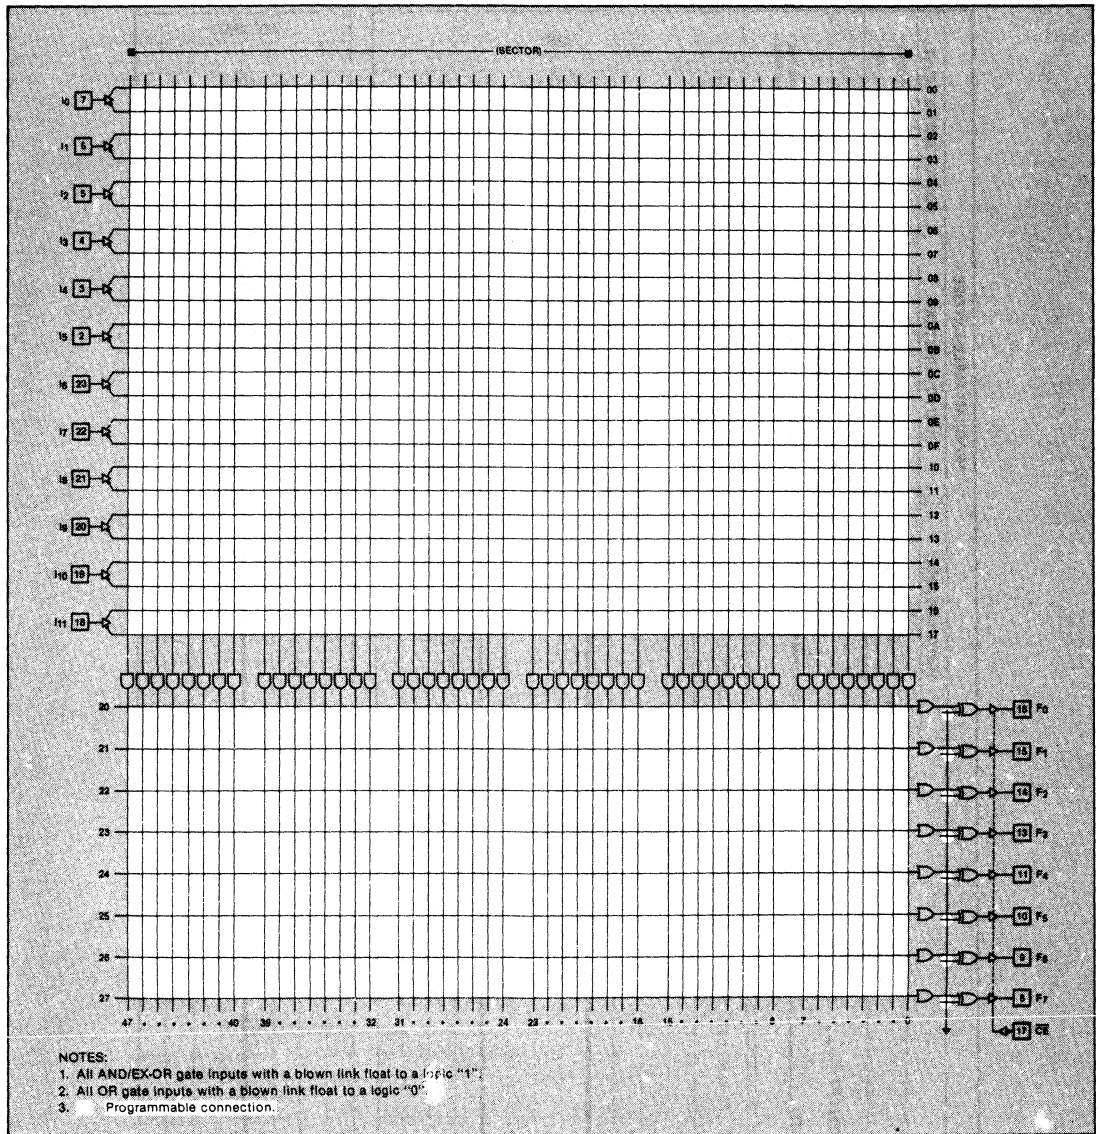 (SECTOR)
I0 7 00
01
I1 6 02
03
I2 5 04
05
I3 4 06
07
I4 3 08
09
I5 2 0A
0B
I6 23 0C
0D
I7 22 0E
0F
I8 21 10
11
I9 20 12
13
I10 19 14
15
I11 18 16
17
20 16 F0
21 15 F1
22 14 F2
23 13 F3
24 11 F4
25 10 F5
26 9 F6
27 8 F7
47 40 39 32 31 24 23 16 15 8 7 0
17 CE
NOTES:
1. All AND/EX-OR gate inputs with a blown link float to a logic "1".
2. All OR gate inputs with a blown link float to a logic "0".
3. Programmable connection.